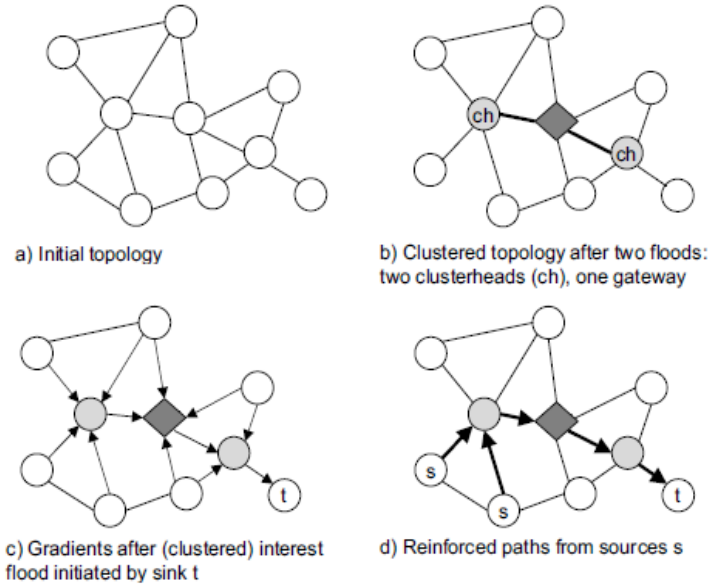 ch
ch
a) Initial topology
b) Clustered topology after two floods:
two clusterheads (ch), one gateway
t
s
s
t
c) Gradients after (clustered) interest
flood initiated by sink t
d) Reinforced paths from sources s